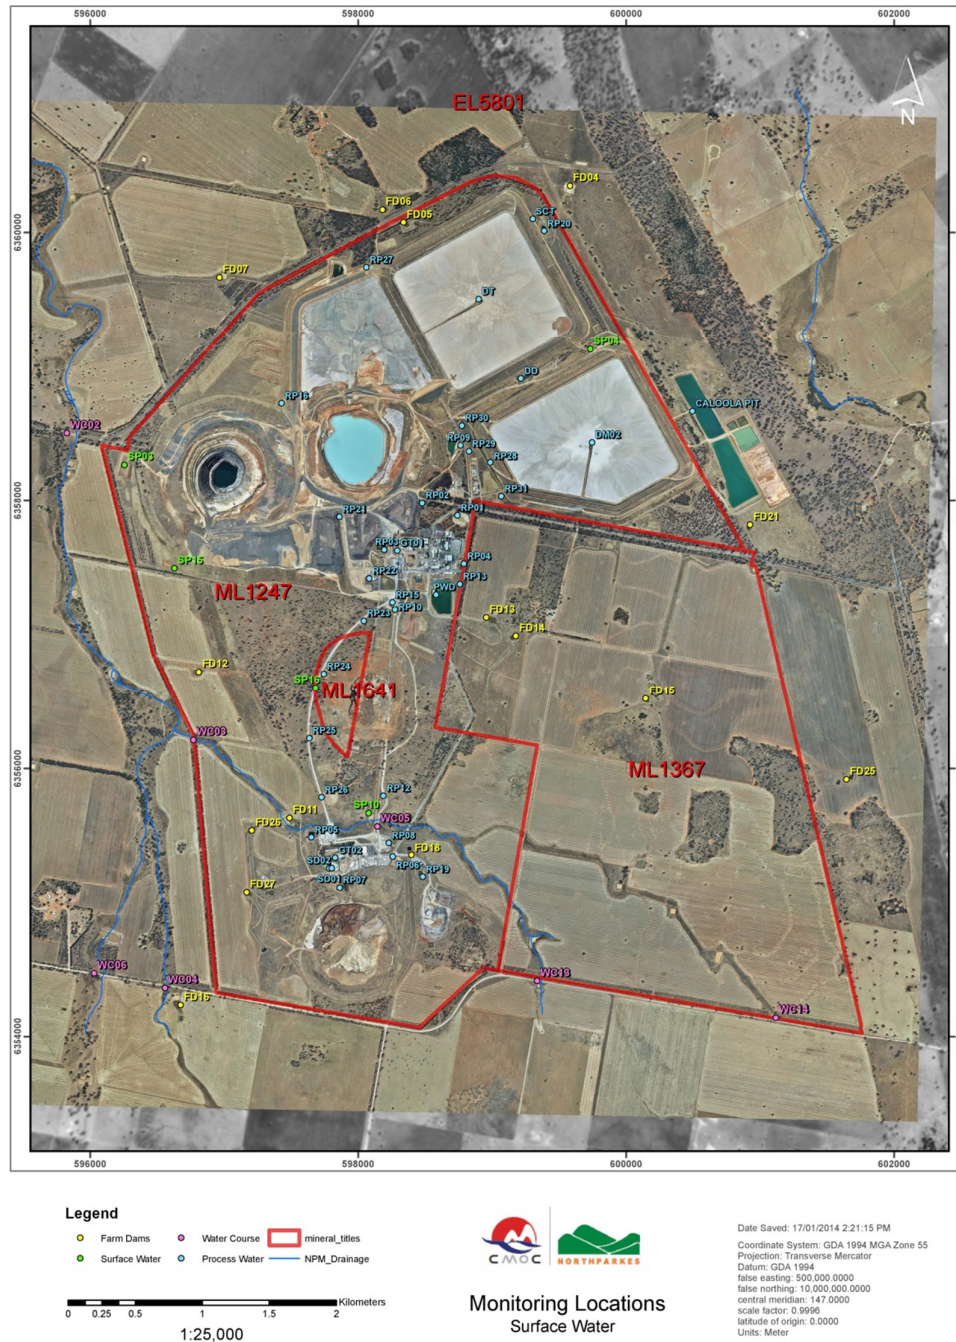 596000 598000 600000 602000
EL5801
N
FD04
FD06
FD05
SCT
RP20
6360000 6360000
RP27
FD07
DT
SP04
DD
RP16
CALOOLA PIT
RP30
WC02
RP09
RP29
DM02
RP28
SP03
RP31
6358000 6358000
RP02
RP21
RP01
FD21
RP03
GT01
SP15
RP04
RP22
RP13
ML1247
PWD
RP15
RP10
RP23
FD13
FD14
FD12
RP24
SP16
ML1641
FD15
RP25
WC03
6356000 6356000
ML1367
FD25
RP26
RP12
SP10
FD11
WC05
FD26
RP05
RP08
GT02
FD18
SD02
RP06
RP19
SD01
RP07
FD27
WC06
WC13
WC04
FD16
WC14
6354000 6354000
596000 598000 600000 602000
Legend
Farm Dams Water Course mineral_titles
Surface Water Process Water NPM_Drainage
Kilometers
0 0.25 0.5 1 1.5 2
1:25,000
CMOC NORTHPARKES
Monitoring Locations
Surface Water
Date Saved: 17/01/2014 2:21:15 PM
Coordinate System: GDA 1994 MGA Zone 55
Projection: Transverse Mercator
Datum: GDA 1994
false easting: 500,000.0000
false northing: 10,000,000.0000
central meridian: 147.0000
scale factor: 0.9996
latitude of origin: 0.0000
Units: Meter